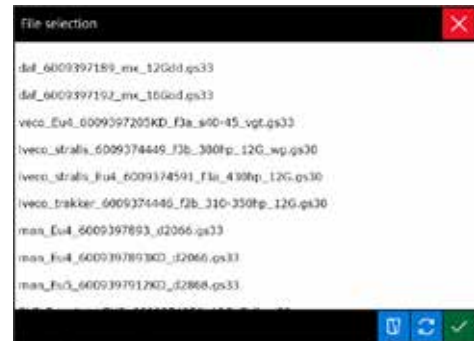 File selection
daf_6009397189_mx_12Gdd.gs33
daf_6009397192_mx_16God.gs33
veco_Eu4_6009397205KD_f3a_s40-45_vgt.gs33
iveco_stralis_6009374449_f3b_380hp_12G_wp.gs30
iveco_stralis_Eu4_6009374591_f3a_430hp_12G.gs30
iveco_trakker_6009374446_f2b_310-350hp_12G.gs30
man_Eu4_6009397893_d2066.gs33
man_Eu4_6009397893KD_d2066.gs33
man_Eu5_6009397912KD_d2868.gs33